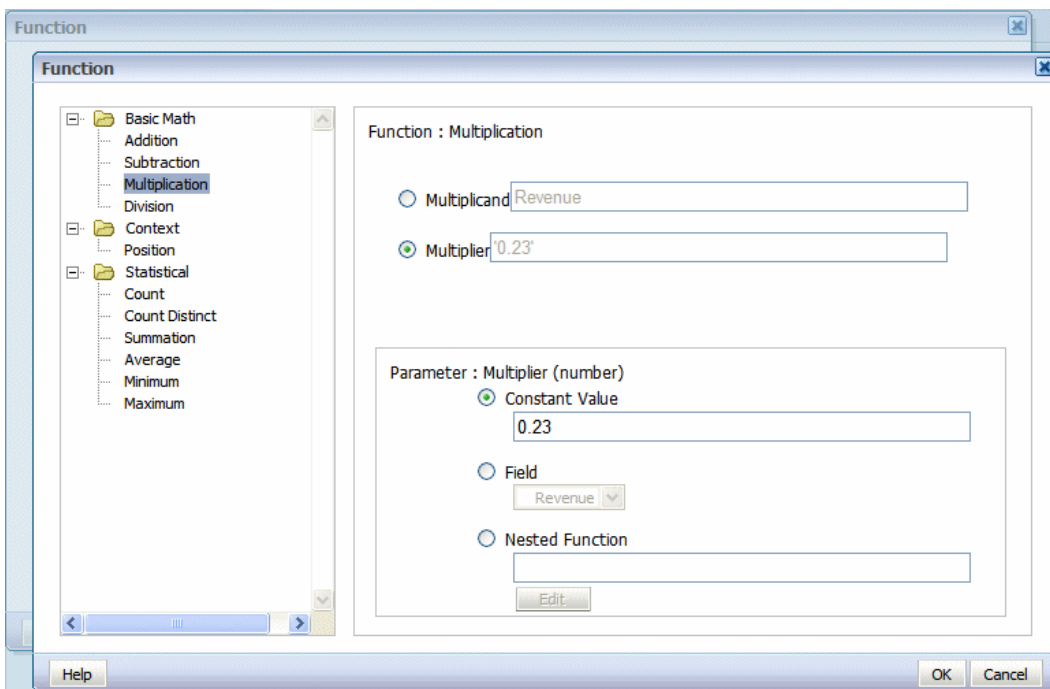 Function
Function
Basic Math
Addition
Subtraction
Multiplication
Division
Context
Position
Statistical
Count
Count Distinct
Summation
Average
Minimum
Maximum
Function : Multiplication
Multiplicand Revenue
Multiplier '0.23'
Parameter : Multiplier (number)
Constant Value
0.23
Field
Revenue
Nested Function
Edit
Help
OK Cancel